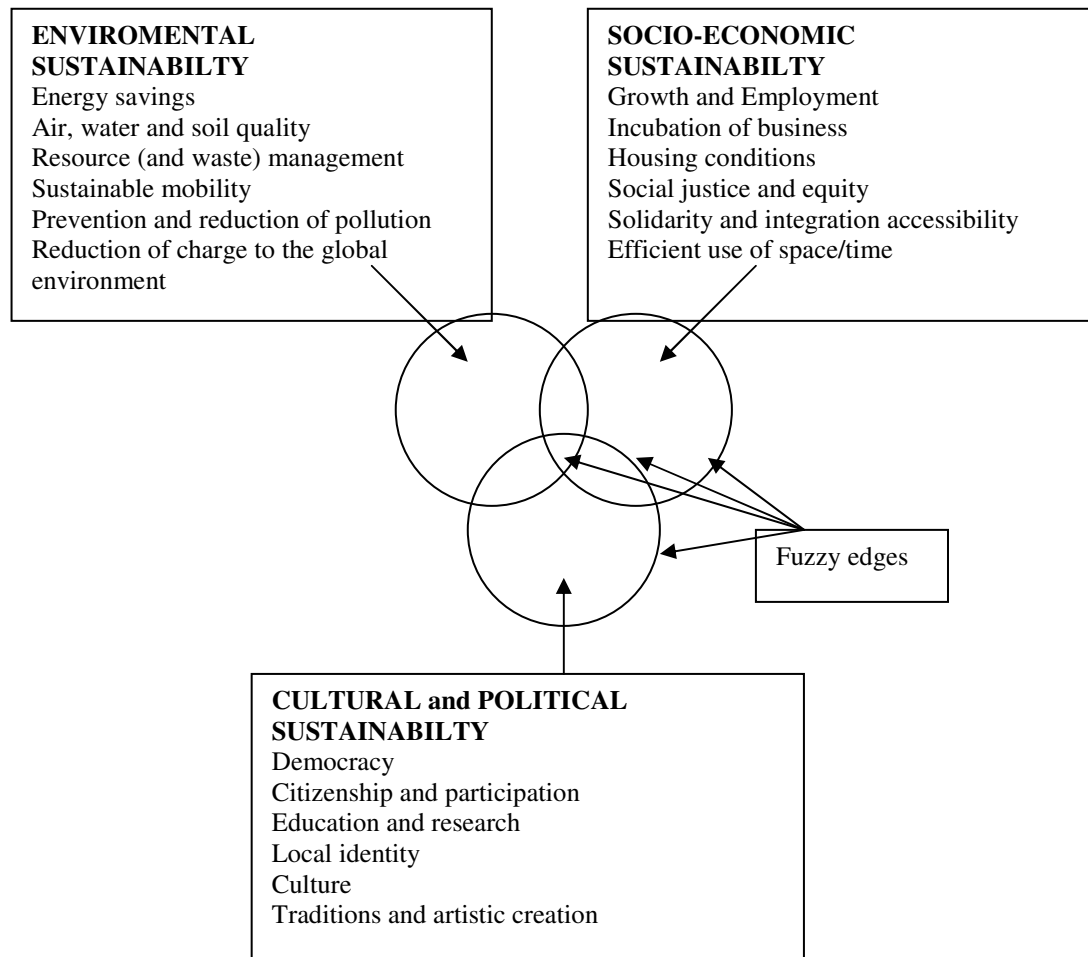 ENVIROMENTAL
SUSTAINABILTY
Energy savings
Air, water and soil quality
Resource (and waste) management
Sustainable mobility
Prevention and reduction of pollution
Reduction of charge to the global
environment
SOCIO-ECONOMIC
SUSTAINABILTY
Growth and Employment
Incubation of business
Housing conditions
Social justice and equity
Solidarity and integration accessibility
Efficient use of space/time
Fuzzy edges
CULTURAL and POLITICAL
SUSTAINABILTY
Democracy
Citizenship and participation
Education and research
Local identity
Culture
Traditions and artistic creation